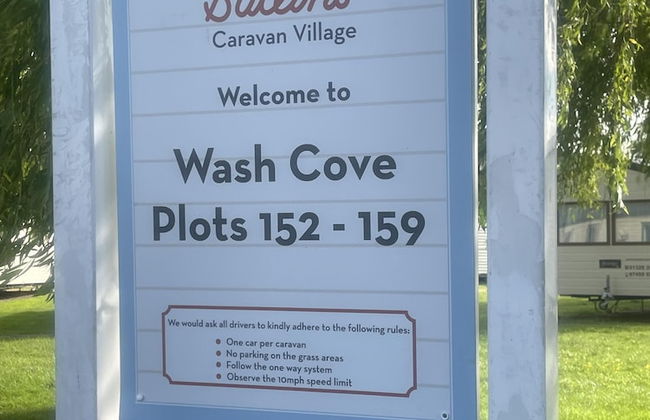 Caravan Village
Welcome to
Wash Cove
Plots 152 - 159
We would ask all drivers to kindly adhere to the following rules:
• One car per caravan
• No parking on the grass areas
• Follow the one way system
• Observe the 10mph speed limit